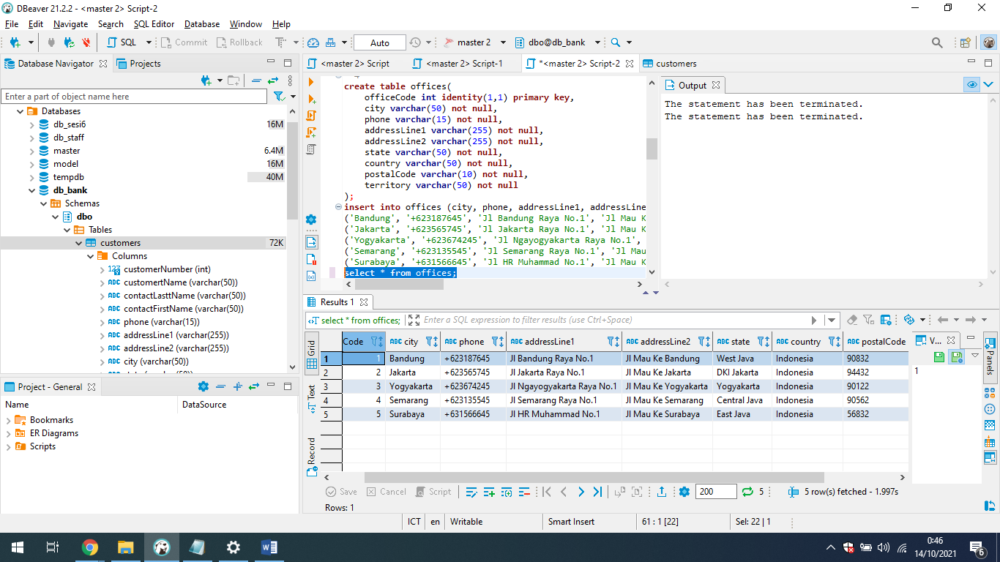 DBeaver 21.2.2 - <master 2> Script-2
File Edit Navigate Search SQL Editor Database Window Help
SQL Commit Rollback T Auto master 2 dbo@db_bank
Database Navigator Projects
Enter a part of object name here
Databases
db_sesi6 16M
db_staff
master 6.4M
model 16M
tempdb 40M
db_bank
Schemas
dbo
Tables
customers 72K
Columns
customerNumber (int)
customertName (varchar(50))
contactLasttName (varchar(50))
contactFirstName (varchar(50))
phone (varchar(15))
addressLine1 (varchar(255))
addressLine2 (varchar(255))
city (varchar(50))
Project - General
Name DataSource
Bookmarks
ER Diagrams
Scripts
<master 2> Script <master 2> Script-1 *<master 2> Script-2 customers
create table offices(
officeCode int identity(1,1) primary key,
city varchar(50) not null,
phone varchar(15) not null,
addressLine1 varchar(255) not null,
addressLine2 varchar(255) not null,
state varchar(50) not null,
country varchar(50) not null,
postalCode varchar(10) not null,
territory varchar(50) not null
);
insert into offices (city, phone, addressLine1, addressLine
('Bandung', '+623187645', 'Jl Bandung Raya No.1', 'Jl Mau K
('Jakarta', '+623565745', 'Jl Jakarta Raya No.1', 'Jl Mau K
('Yogyakarta', '+623674245', 'Jl Ngayogyakarta Raya No.1',
('Semarang', '+623135545', 'Jl Semarang Raya No.1', 'Jl Mau
('Surabaya', '+631566645', 'Jl HR Muhammad No.1', 'Jl Mau K
select * from offices;
Output
The statement has been terminated.
The statement has been terminated.
Results 1
select * from offices; Enter a SQL expression to filter results (use Ctrl+Space)
Grid
Text
Record
Code ABC city ABC phone ABC addressLine1 ABC addressLine2 ABC state ABC country ABC postalCode
1 1 Bandung +623187645 Jl Bandung Raya No.1 Jl Mau Ke Bandung West Java Indonesia 90832
2 2 Jakarta +623565745 Jl Jakarta Raya No.1 Jl Mau Ke Jakarta DKI Jakarta Indonesia 94432
3 3 Yogyakarta +623674245 Jl Ngayogyakarta Raya No.1 Jl Mau Ke Yogyakarta Yogyakarta Indonesia 90122
4 4 Semarang +623135545 Jl Semarang Raya No.1 Jl Mau Ke Semarang Central Java Indonesia 90562
5 5 Surabaya +631566645 Jl HR Muhammad No.1 Jl Mau Ke Surabaya East Java Indonesia 56832
V...
1
Panels
Save Cancel Script 200 5 5 row(s) fetched - 1.997s
Rows: 1
ICT en Writable Smart Insert 61 : 1 [22] Sel: 22 | 1
0:46
14/10/2021
6